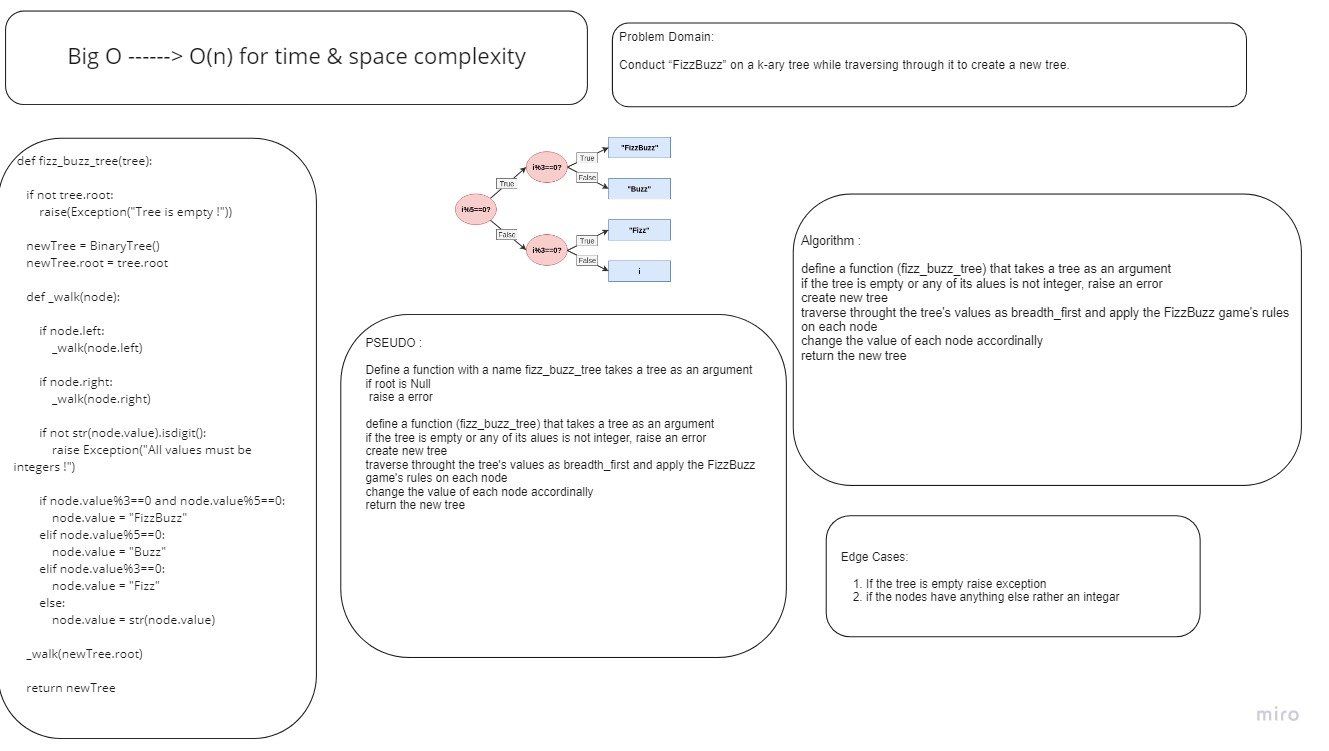 Big O ------> O(n) for time & space complexity
Problem Domain:
Conduct “FizzBuzz” on a k-ary tree while traversing through it to create a new tree.
def fizz_buzz_tree(tree):
if not tree.root:
raise(Exception("Tree is empty !"))
newTree = BinaryTree()
newTree.root = tree.root
def _walk(node):
if node.left:
_walk(node.left)
if node.right:
_walk(node.right)
if not str(node.value).isdigit():
raise Exception("All values must be
integers !")
if node.value%3==0 and node.value%5==0:
node.value = "FizzBuzz"
elif node.value%5==0:
node.value = "Buzz"
elif node.value%3==0:
node.value = "Fizz"
else:
node.value = str(node.value)
_walk(newTree.root)
return newTree
i%5==0?
True
False
i%3==0?
True
False
"FizzBuzz"
"Buzz"
i%3==0?
True
False
"Fizz"
i
PSEUDO :
Define a function with a name fizz_buzz_tree takes a tree as an argument
if root is Null
raise a error
define a function (fizz_buzz_tree) that takes a tree as an argument
if the tree is empty or any of its alues is not integer, raise an error
create new tree
traverse throught the tree's values as breadth_first and apply the FizzBuzz
game's rules on each node
change the value of each node accordinally
return the new tree
Algorithm :
define a function (fizz_buzz_tree) that takes a tree as an argument
if the tree is empty or any of its alues is not integer, raise an error
create new tree
traverse throught the tree's values as breadth_first and apply the FizzBuzz game's rules
on each node
change the value of each node accordinally
return the new tree
Edge Cases:
1. If the tree is empty raise exception
2. if the nodes have anything else rather an integar
miro